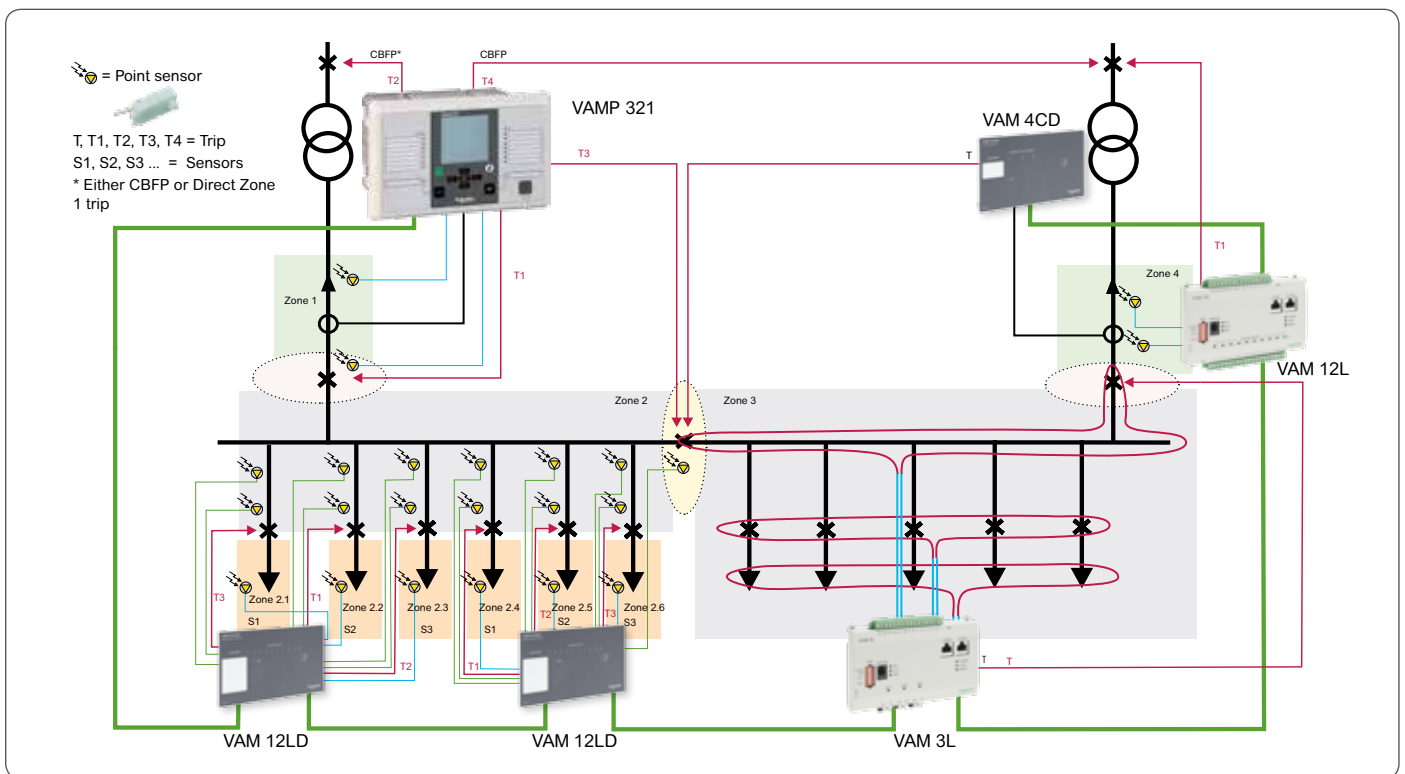 CBFP*
CBFP
= Point sensor
T2
T4
VAMP 321
VAM 4CD
T, T1, T2, T3, T4 = Trip
S1, S2, S3 ... = Sensors
* Either CBFP or Direct Zone
1 trip
T3
T
T1
T1
Zone 1
Zone 4
VAM 12L
Zone 2
Zone 3
T3
Zone 2.1
S1
T1
Zone 2.2
S2
Zone 2.3
S3
T2
Zone 2.4
S1
T1
T2
Zone 2.5
S2
T3
Zone 2.6
S3
T
T
VAM 12LD
VAM 12LD
VAM 3L